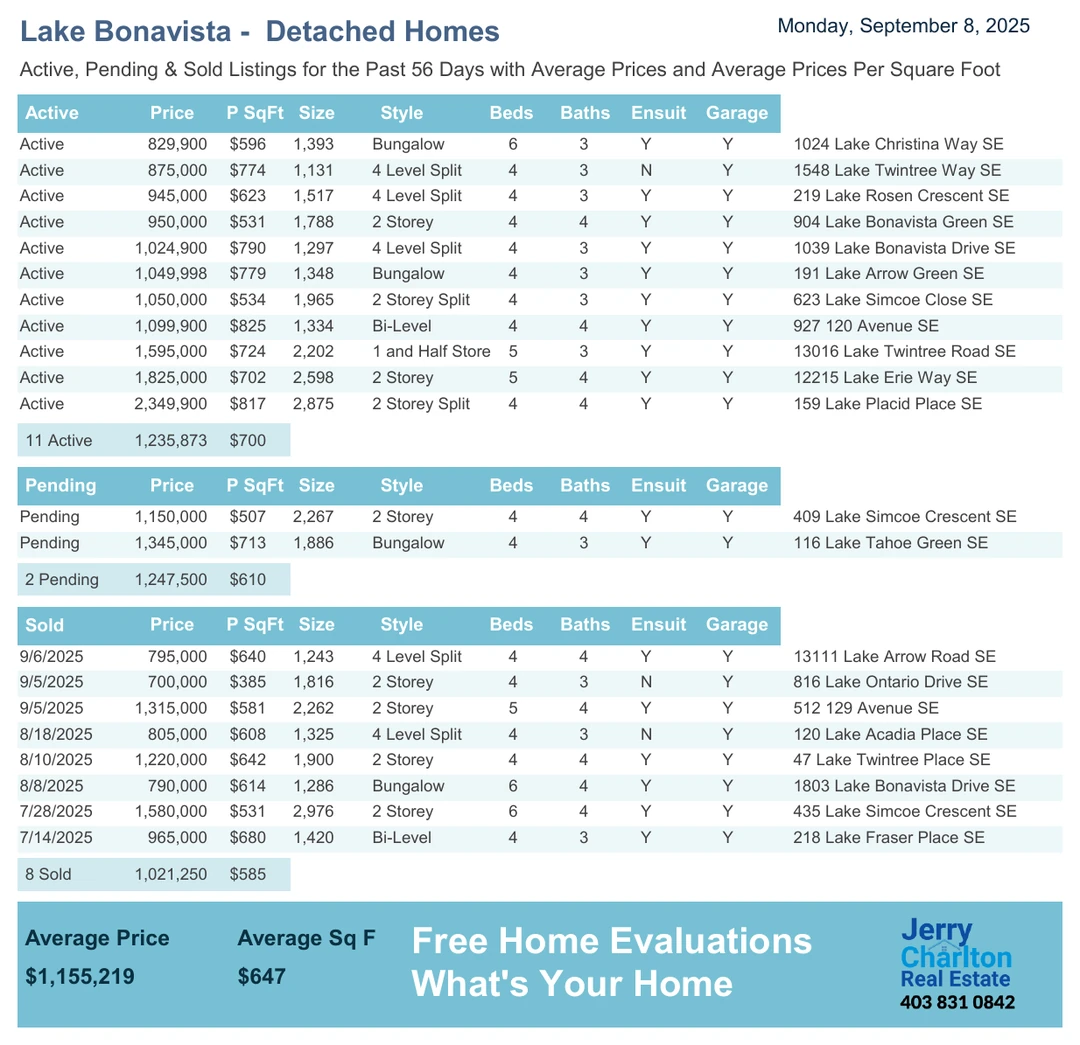 Lake Bonavista - Detached Homes Monday, September 8, 2025
Active, Pending & Sold Listings for the Past 56 Days with Average Prices and Average Prices Per Square Foot
Active Price P SqFt Size Style Beds Baths Ensuit Garage
Active 829,900 $596 1,393 Bungalow 6 3 Y Y 1024 Lake Christina Way SE
Active 875,000 $774 1,131 4 Level Split 4 3 N Y 1548 Lake Twintree Way SE
Active 945,000 $623 1,517 4 Level Split 4 3 Y Y 219 Lake Rosen Crescent SE
Active 950,000 $531 1,788 2 Storey 4 4 Y Y 904 Lake Bonavista Green SE
Active 1,024,900 $790 1,297 4 Level Split 4 3 Y Y 1039 Lake Bonavista Drive SE
Active 1,049,998 $779 1,348 Bungalow 4 3 Y Y 191 Lake Arrow Green SE
Active 1,050,000 $534 1,965 2 Storey Split 4 3 Y Y 623 Lake Simcoe Close SE
Active 1,099,900 $825 1,334 Bi-Level 4 4 Y Y 927 120 Avenue SE
Active 1,595,000 $724 2,202 1 and Half Store 5 3 Y Y 13016 Lake Twintree Road SE
Active 1,825,000 $702 2,598 2 Storey 5 4 Y Y 12215 Lake Erie Way SE
Active 2,349,900 $817 2,875 2 Storey Split 4 4 Y Y 159 Lake Placid Place SE
11 Active 1,235,873 $700
Pending Price P SqFt Size Style Beds Baths Ensuit Garage
Pending 1,150,000 $507 2,267 2 Storey 4 4 Y Y 409 Lake Simcoe Crescent SE
Pending 1,345,000 $713 1,886 Bungalow 4 3 Y Y 116 Lake Tahoe Green SE
2 Pending 1,247,500 $610
Sold Price P SqFt Size Style Beds Baths Ensuit Garage
9/6/2025 795,000 $640 1,243 4 Level Split 4 4 Y Y 13111 Lake Arrow Road SE
9/5/2025 700,000 $385 1,816 2 Storey 4 3 N Y 816 Lake Ontario Drive SE
9/5/2025 1,315,000 $581 2,262 2 Storey 5 4 Y Y 512 129 Avenue SE
8/18/2025 805,000 $608 1,325 4 Level Split 4 3 N Y 120 Lake Acadia Place SE
8/10/2025 1,220,000 $642 1,900 2 Storey 4 4 Y Y 47 Lake Twintree Place SE
8/8/2025 790,000 $614 1,286 Bungalow 6 4 Y Y 1803 Lake Bonavista Drive SE
7/28/2025 1,580,000 $531 2,976 2 Storey 6 4 Y Y 435 Lake Simcoe Crescent SE
7/14/2025 965,000 $680 1,420 Bi-Level 4 3 Y Y 218 Lake Fraser Place SE
8 Sold 1,021,250 $585
Average Price Average Sq F
$1,155,219 $647
Free Home Evaluations
What's Your Home
Jerry
Charlton
Real Estate
403 831 0842